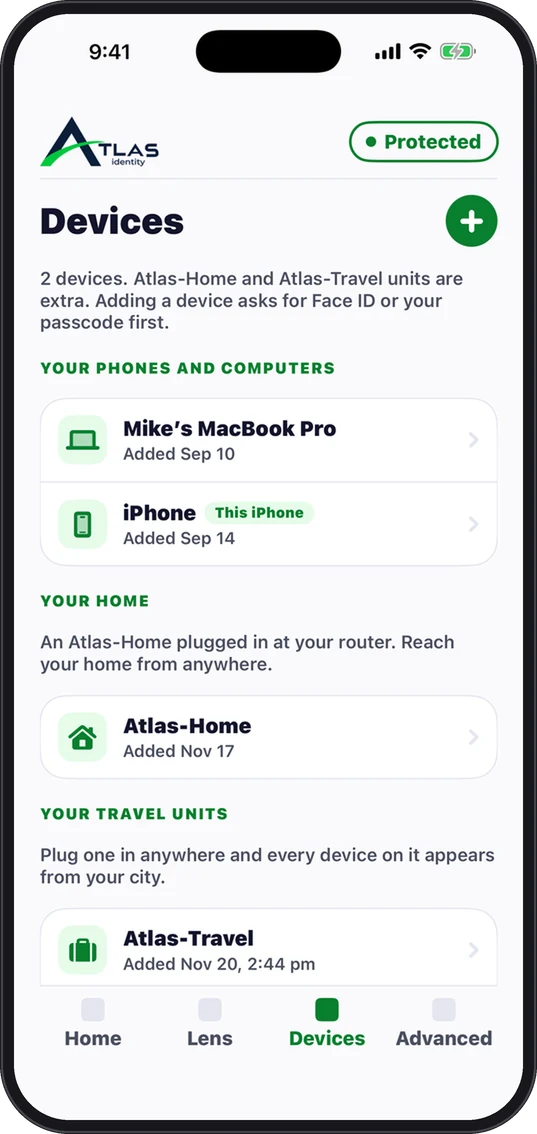 9:41
ATLAS
identity
Protected
Devices
2 devices. Atlas-Home and Atlas-Travel units are
extra. Adding a device asks for Face ID or your
passcode first.
YOUR PHONES AND COMPUTERS
Mike’s MacBook Pro
Added Sep 10
iPhone This iPhone
Added Sep 14
YOUR HOME
An Atlas-Home plugged in at your router. Reach
your home from anywhere.
Atlas-Home
Added Nov 17
YOUR TRAVEL UNITS
Plug one in anywhere and every device on it appears
from your city.
Atlas-Travel
Added Nov 20, 2:44 pm
Home Lens Devices Advanced